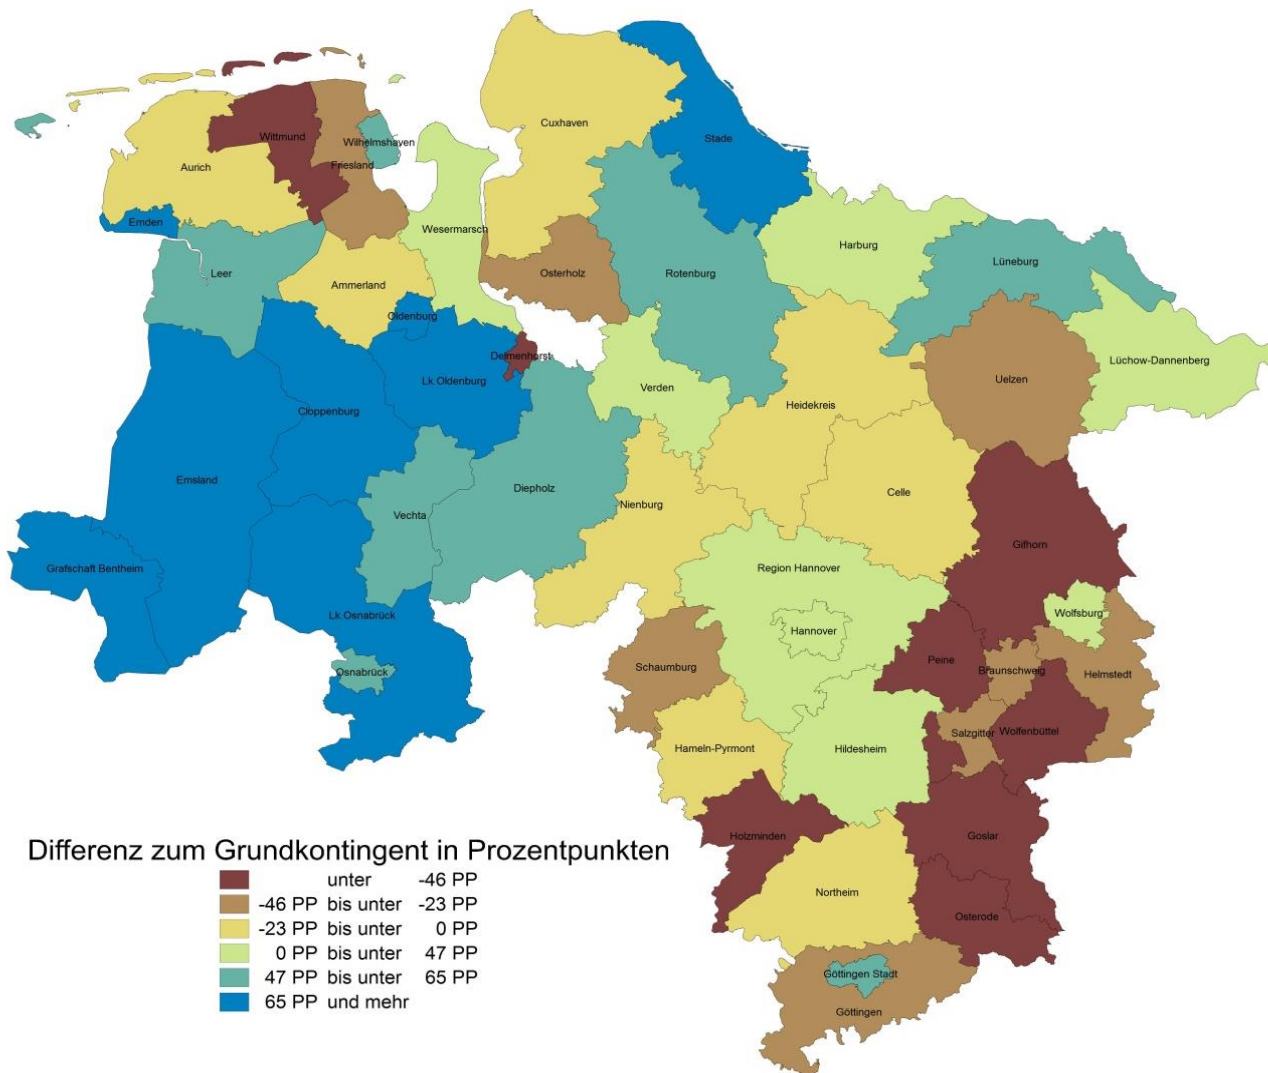 Cuxhaven
Stade
Wittmund
Wilhelmshaven
Friesland
Aurich
Emden
Wesermarsch
Harburg
Leer
Osterholz
Rotenburg
Lüneburg
Ammerland
Oldenburg
Delmenhorst
Lüchow-Dannenberg
Lk.Oldenburg
Verden
Uelzen
Cloppenburg
Heidekreis
Emsland
Diepholz
Celle
Nienburg
Vechta
Gifhorn
Grafschaft Bentheim
Region Hannover
Lk.Osnabrück
Wolfsburg
Hannover
Schaumburg
Peine
Braunschweig
Osnabrück
Helmstedt
Salzgitter
Wolfenbüttel
Hameln-Pyrmont
Hildesheim
Holzminden
Goslar
Northeim
Osterode
Göttingen Stadt
Göttingen
Differenz zum Grundkontingent in Prozentpunkten
unter -46 PP
-46 PP bis unter -23 PP
-23 PP bis unter 0 PP
0 PP bis unter 47 PP
47 PP bis unter 65 PP
65 PP und mehr